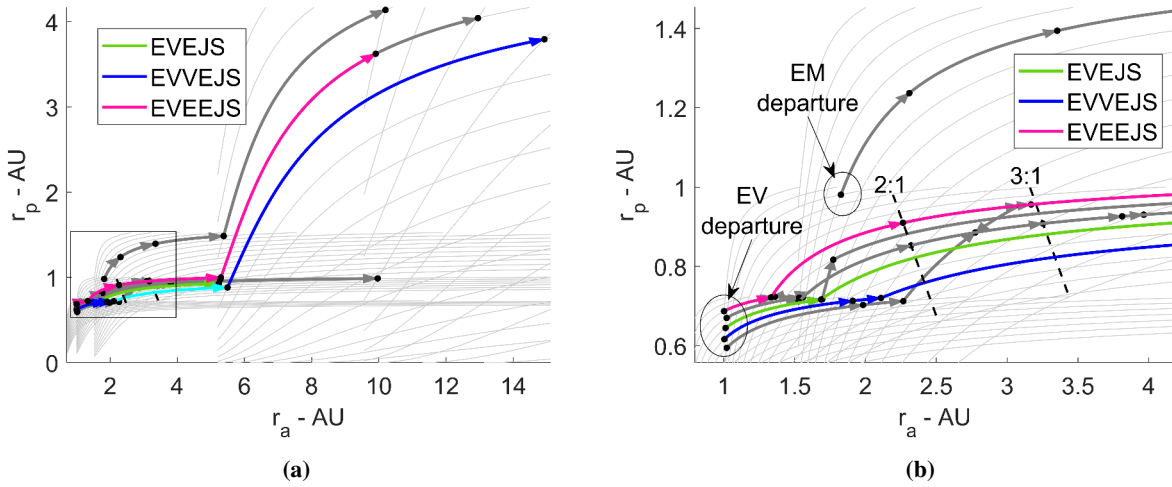 4
3
2
1
0
r_p - AU
EVEJS
EVVEJS
EVEEJS
2
4
6
8
10
12
14
r_a - AU
(a)
1.4
1.2
1
0.8
0.6
r_p - AU
EM
departure
EV
departure
2:1
3:1
EVEJS
EVVEJS
EVEEJS
1
1.5
2
2.5
3
3.5
4
r_a - AU
(b)